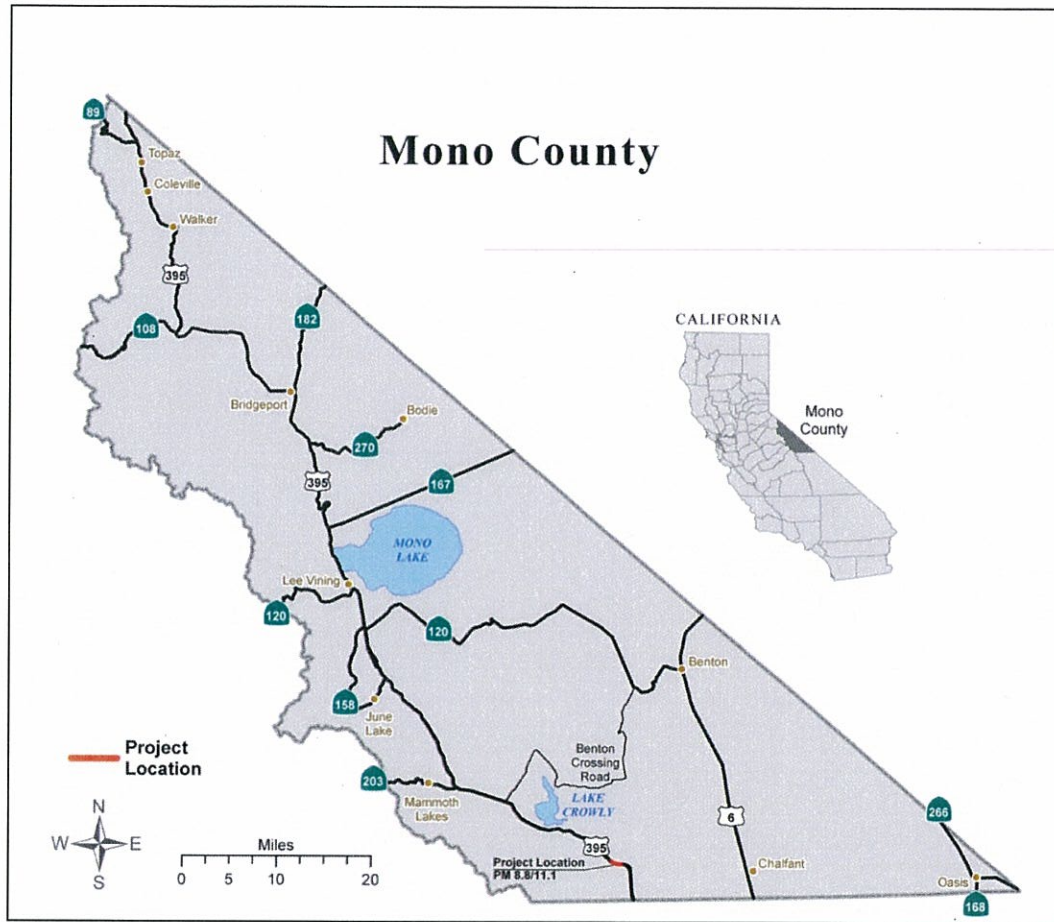 Mono County
89
Topaz
Coleville
Walker
395
108
182
Bridgeport
Bodie
270
395
167
MONO
LAKE
Lee Vining
120
120
158
June
Lake
Benton
Benton
Crossing
Road
203
Mammoth
Lakes
LAKE
CROWLY
395
6
266
Project Location
PM 8.8/11.1
Chalfant
Oasis
168
CALIFORNIA
Mono
County
Project
Location
N
W
E
S
Miles
0 5 10 20